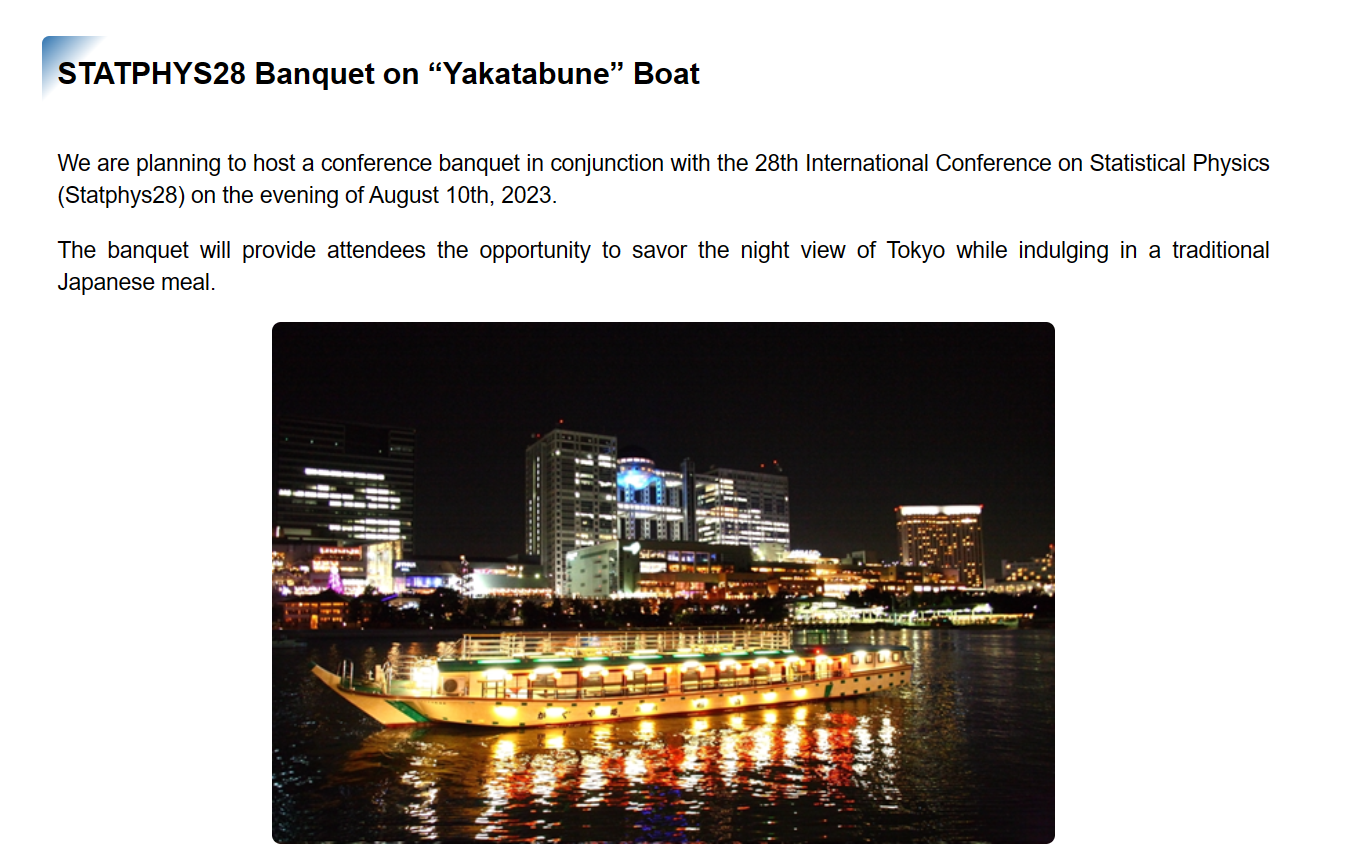 STATPHYS28 Banquet on “Yakatabune” Boat
We are planning to host a conference banquet in conjunction with the 28th International Conference on Statistical Physics
(Statphys28) on the evening of August 10th, 2023.
The banquet will provide attendees the opportunity to savor the night view of Tokyo while indulging in a traditional
Japanese meal.